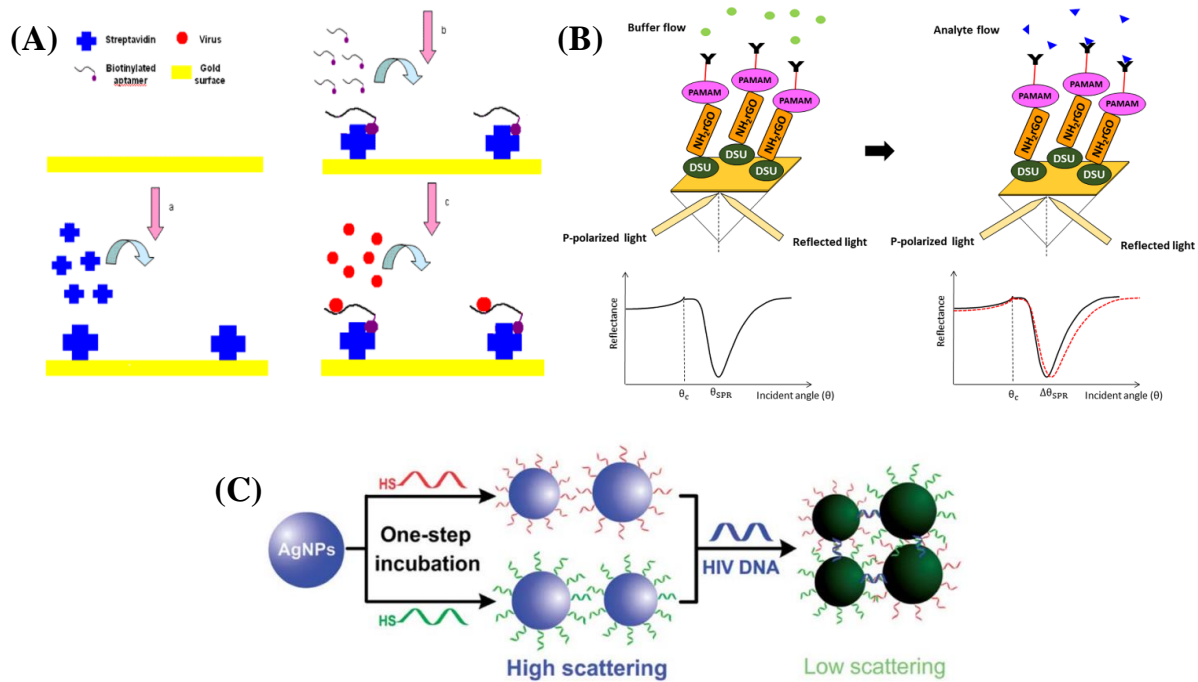 (A)
Streptavidin
Virus
Biotinylated
aptamer
Gold
surface
a
b
c
(B)
Buffer flow
PAMAM
PAMAM
PAMAM
NH2rGO
NH2rGO
NH2rGO
DSU
DSU
DSU
P-polarized light
Reflected light
Reflectance
θc
θSPR
Incident angle (θ)
Analyte flow
PAMAM
PAMAM
PAMAM
NH2rGO
NH2rGO
NH2rGO
DSU
DSU
DSU
P-polarized light
Reflected light
Reflectance
θc
ΔθSPR
Incident angle (θ)
(C)
AgNPs
HS
One-step
incubation
HS
HIV DNA
High scattering
Low scattering